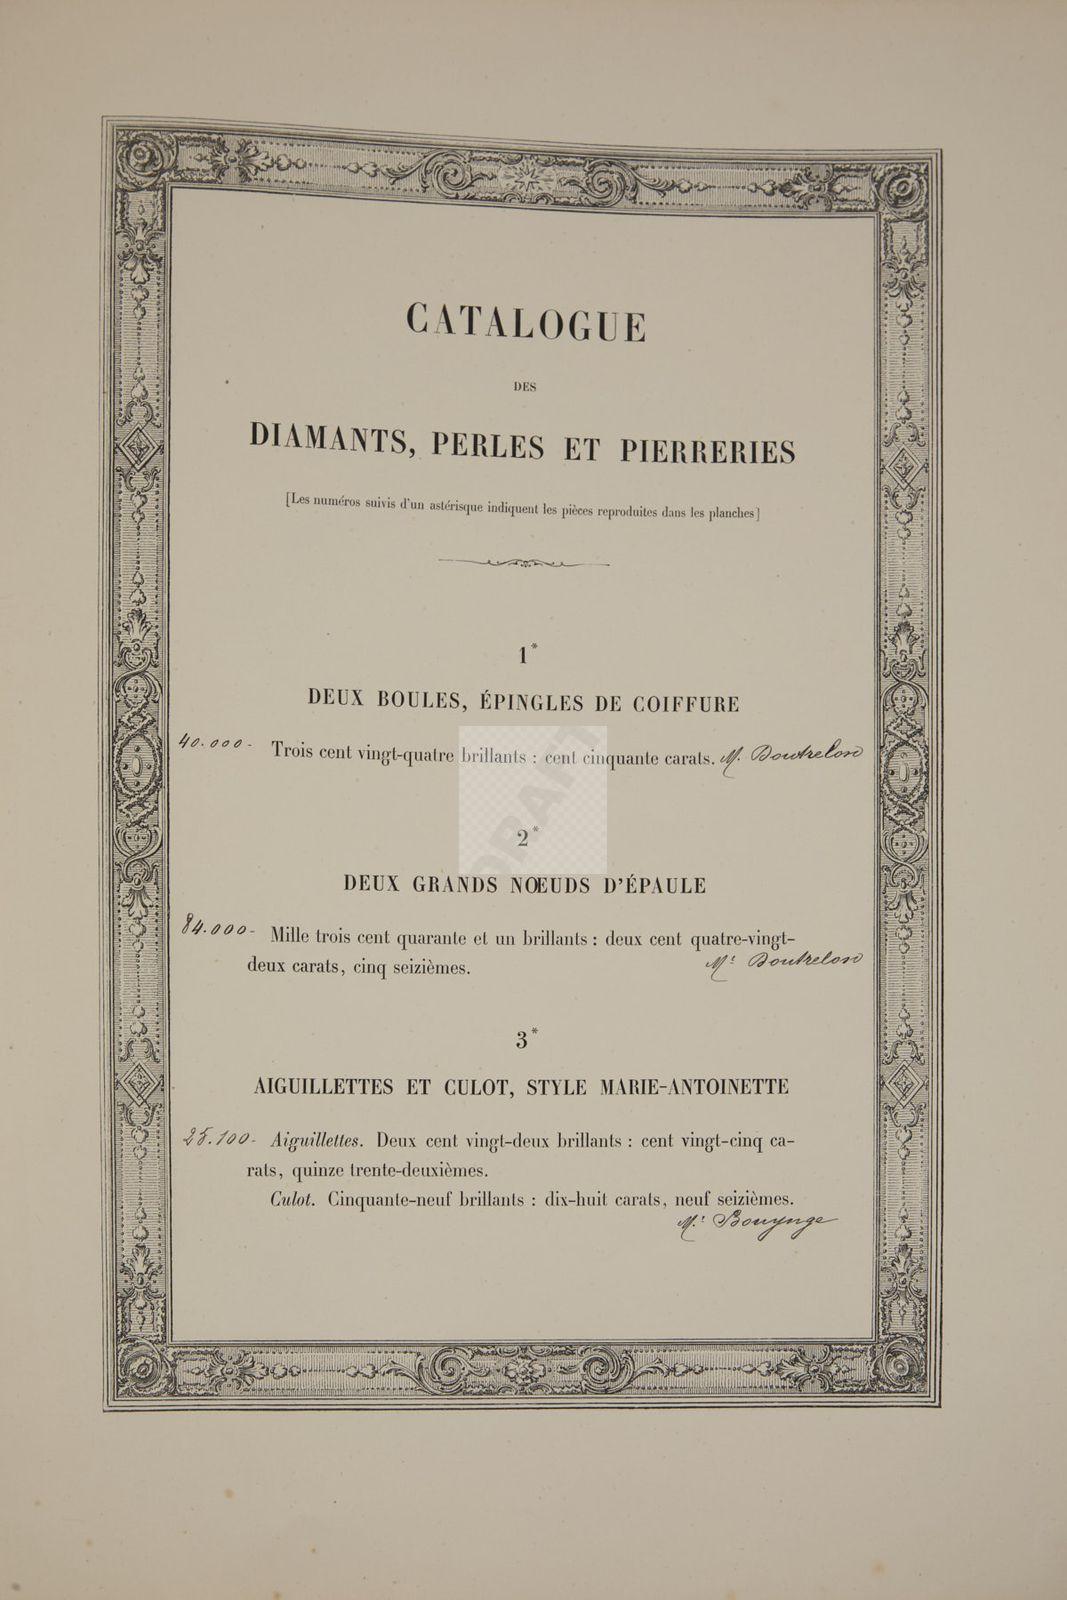 CATALOGUE
DES
DIAMANTS, PERLES ET PIERRERIES
[Les numéros suivis d'un astérisque indiquent les pièces reproduites dans les planches]
1*
DEUX BOULES, ÉPINGLES DE COIFFURE
40.000- Trois cent vingt-quatre brillants : cent cinquante carats. M. Boutrelon
DRAFT
2*
DEUX GRANDS NŒUDS D'ÉPAULE
84.000- Mille trois cent quarante et un brillants : deux cent quatre-vingt-
deux carats, cinq seizièmes. Mr Boutrelon
3*
AIGUILLETTES ET CULOT, STYLE MARIE-ANTOINETTE
25.100- Aiguillettes. Deux cent vingt-deux brillants : cent vingt-cinq ca-
rats, quinze trente-deuxièmes.
Culot. Cinquante-neuf brillants : dix-huit carats, neuf seizièmes.
Mr Bouynge